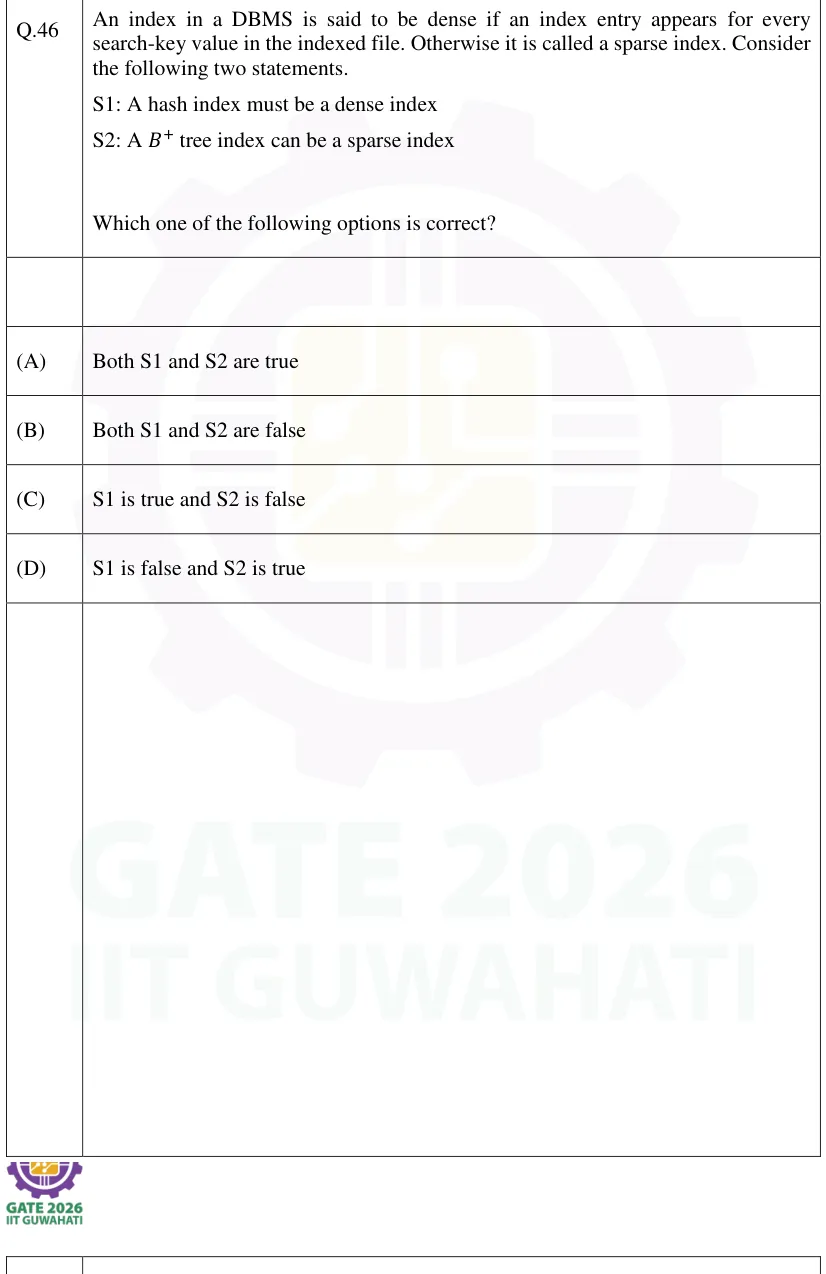 Q.46
An index in a DBMS is said to be dense if an index entry appears for every
search-key value in the indexed file. Otherwise it is called a sparse index. Consider
the following two statements.
S1: A hash index must be a dense index
S2: A B⁺ tree index can be a sparse index
Which one of the following options is correct?
(A) Both S1 and S2 are true
(B) Both S1 and S2 are false
(C) S1 is true and S2 is false
(D) S1 is false and S2 is true
GATE 2026
IIT GUWAHATI
GATE 2026
IIT GUWAHATI